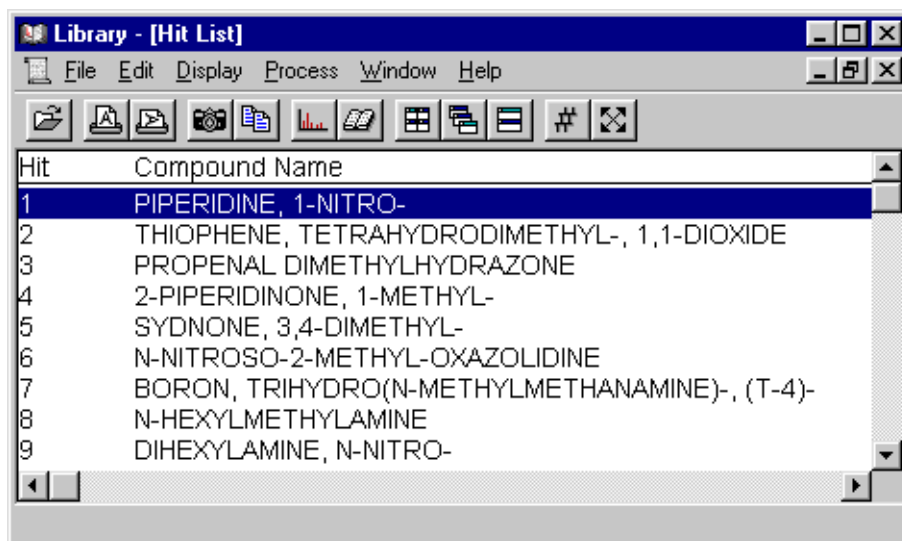 Library - [Hit List]
File Edit Display Process Window Help
Hit Compound Name
1 PIPERIDINE, 1-NITRO-
2 THIOPHENE, TETRAHYDRODIMETHYL-, 1,1-DIOXIDE
3 PROPENAL DIMETHYLHYDRAZONE
4 2-PIPERIDINONE, 1-METHYL-
5 SYDNONE, 3,4-DIMETHYL-
6 N-NITROSO-2-METHYL-OXAZOLIDINE
7 BORON, TRIHYDRO(N-METHYLMETHANAMINE)-, (T-4)-
8 N-HEXYLMETHYLAMINE
9 DIHEXYLAMINE, N-NITRO-